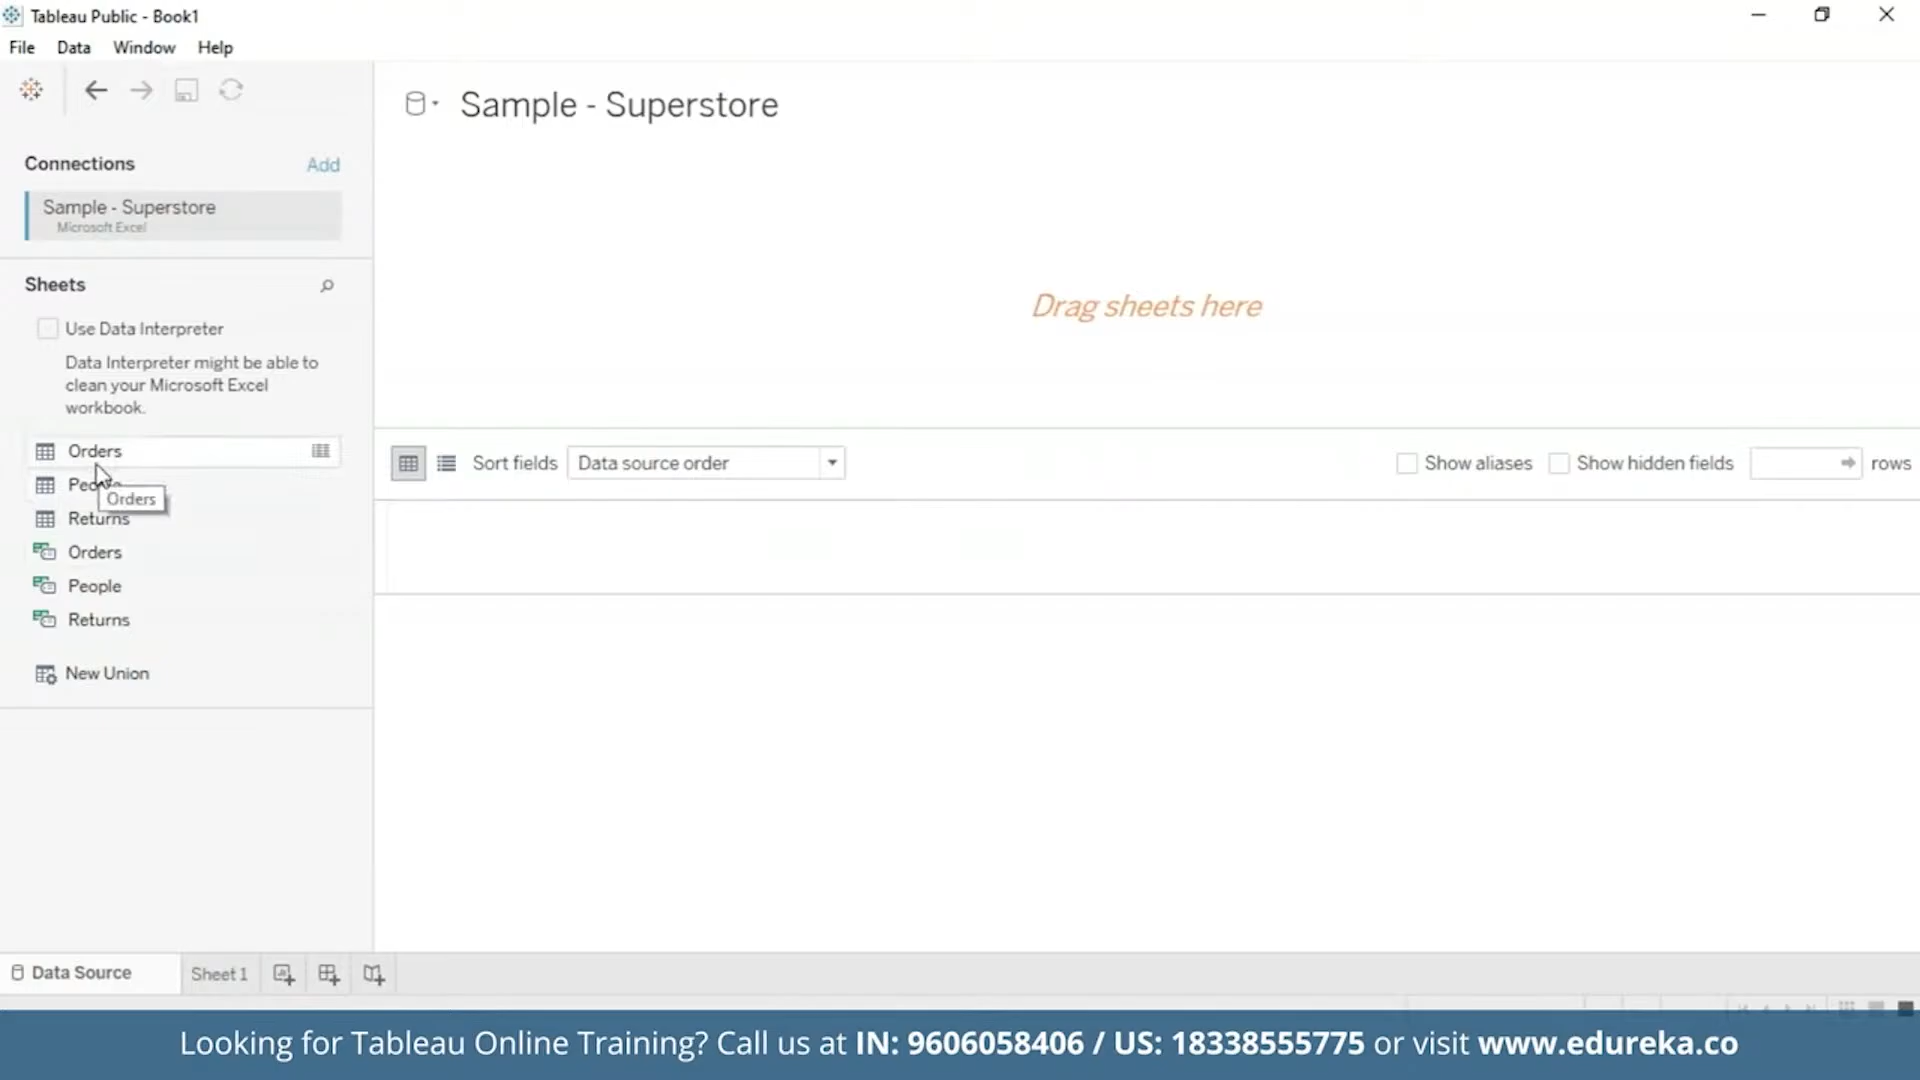 Tableau Public - Book1
File Data Window Help
Sample - Superstore
Connections Add
Sample - Superstore
Microsoft Excel
Sheets
Use Data Interpreter
Data Interpreter might be able to
clean your Microsoft Excel
workbook.
Drag sheets here
Orders
Orders
Returns
Orders
People
Returns
New Union
Sort fields Data source order Show aliases Show hidden fields rows
Data Source Sheet 1
Looking for Tableau Online Training? Call us at IN: 9606058406 / US: 18338555775 or visit www.edureka.co